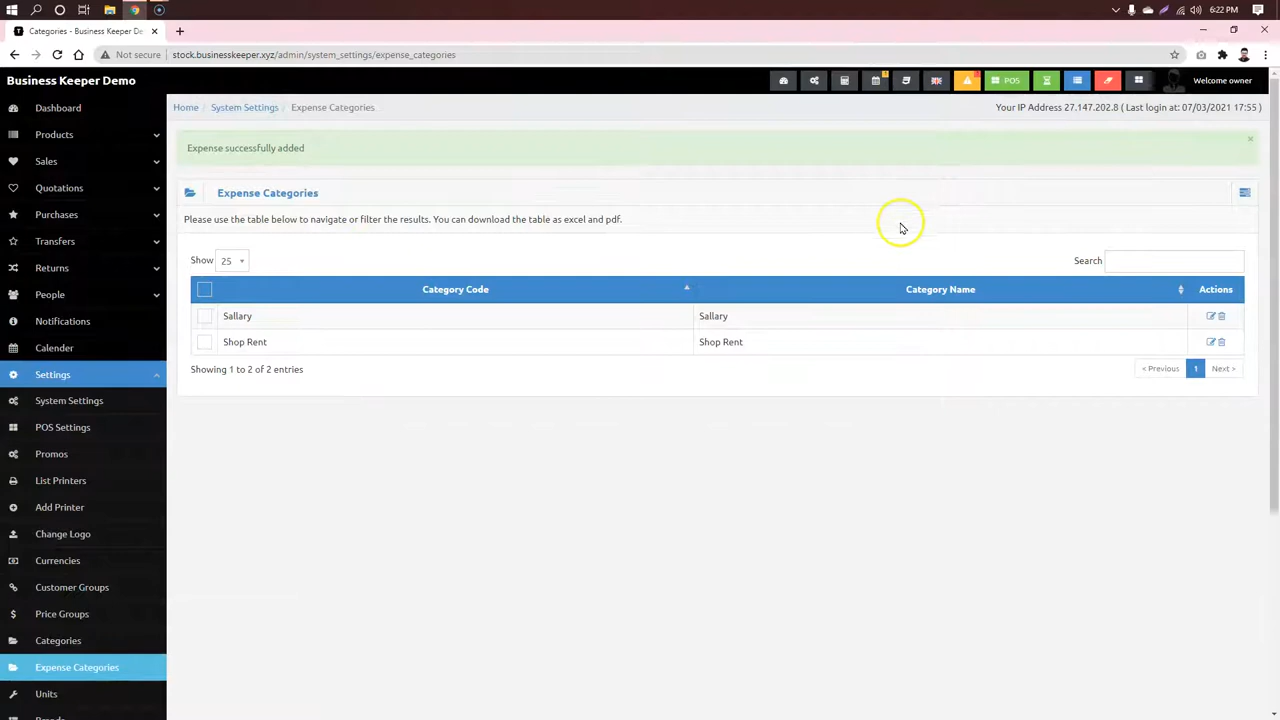 6:22 PM
Categories - Business Keeper De
Not secure stock.businesskeeper.xyz/admin/system_settings/expense_categories
Business Keeper Demo
1
POS
Welcome owner
Dashboard
Products
Sales
Quotations
Purchases
Transfers
Returns
People
Notifications
Calender
Settings
System Settings
POS Settings
Promos
List Printers
Add Printer
Change Logo
Currencies
Customer Groups
Price Groups
Categories
Expense Categories
Units
Home / System Settings / Expense Categories
Your IP Address 27.147.202.8 ( Last login at: 07/03/2021 17:55 )
Expense successfully added
×
Expense Categories
Please use the table below to navigate or filter the results. You can download the table as excel and pdf.
Show 25
Search
Category Code Category Name Actions
Sallary Sallary
Shop Rent Shop Rent
Showing 1 to 2 of 2 entries
< Previous 1 Next >